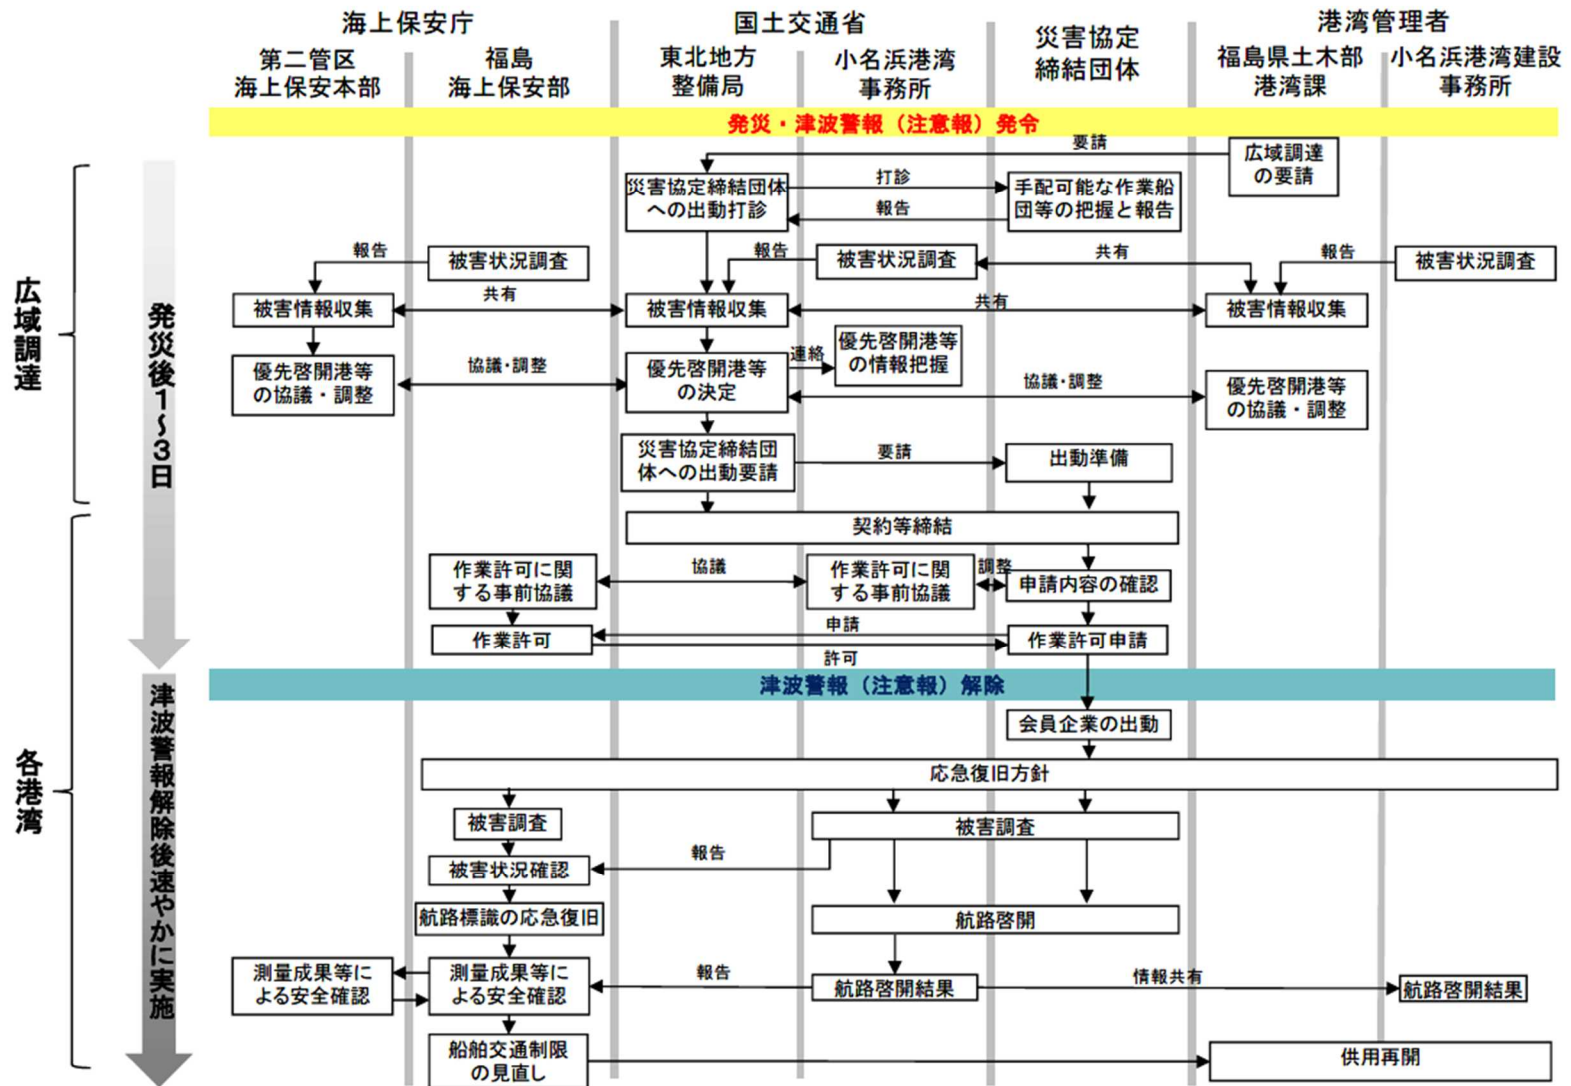 海上保安庁
国土交通省
災害協定
締結団体
港湾管理者
第二管区
海上保安本部
福島
海上保安部
東北地方
整備局
小名浜港湾
事務所
福島県土木部
港湾課
小名浜港湾建設
事務所
発災・津波警報（注意報）発令
広域調達
発災後1～3日
各港湾
津波警報解除後速やかに実施
要請
広域調達
の要請
災害協定締結団体
への出動打診
打診
報告
手配可能な作業船
団等の把握と報告
報告
被害状況調査
報告
被害状況調査
共有
報告
被害状況調査
被害情報収集
共有
被害情報収集
共有
被害情報収集
優先啓開港等
の協議・調整
協議・調整
優先啓開港等
の決定
連絡
優先啓開港等
の情報把握
協議・調整
優先啓開港等
の協議・調整
災害協定締結団
体への出動要請
要請
出動準備
契約等締結
作業許可に関
する事前協議
協議
作業許可に関
する事前協議
調整
申請内容の確認
作業許可
申請
許可
作業許可申請
津波警報（注意報）解除
会員企業の出動
応急復旧方針
被害調査
被害調査
被害状況確認
報告
航路標識の応急復旧
航路啓開
測量成果等に
よる安全確認
測量成果等に
よる安全確認
報告
航路啓開結果
情報共有
航路啓開結果
船舶交通制限
の見直し
供用再開